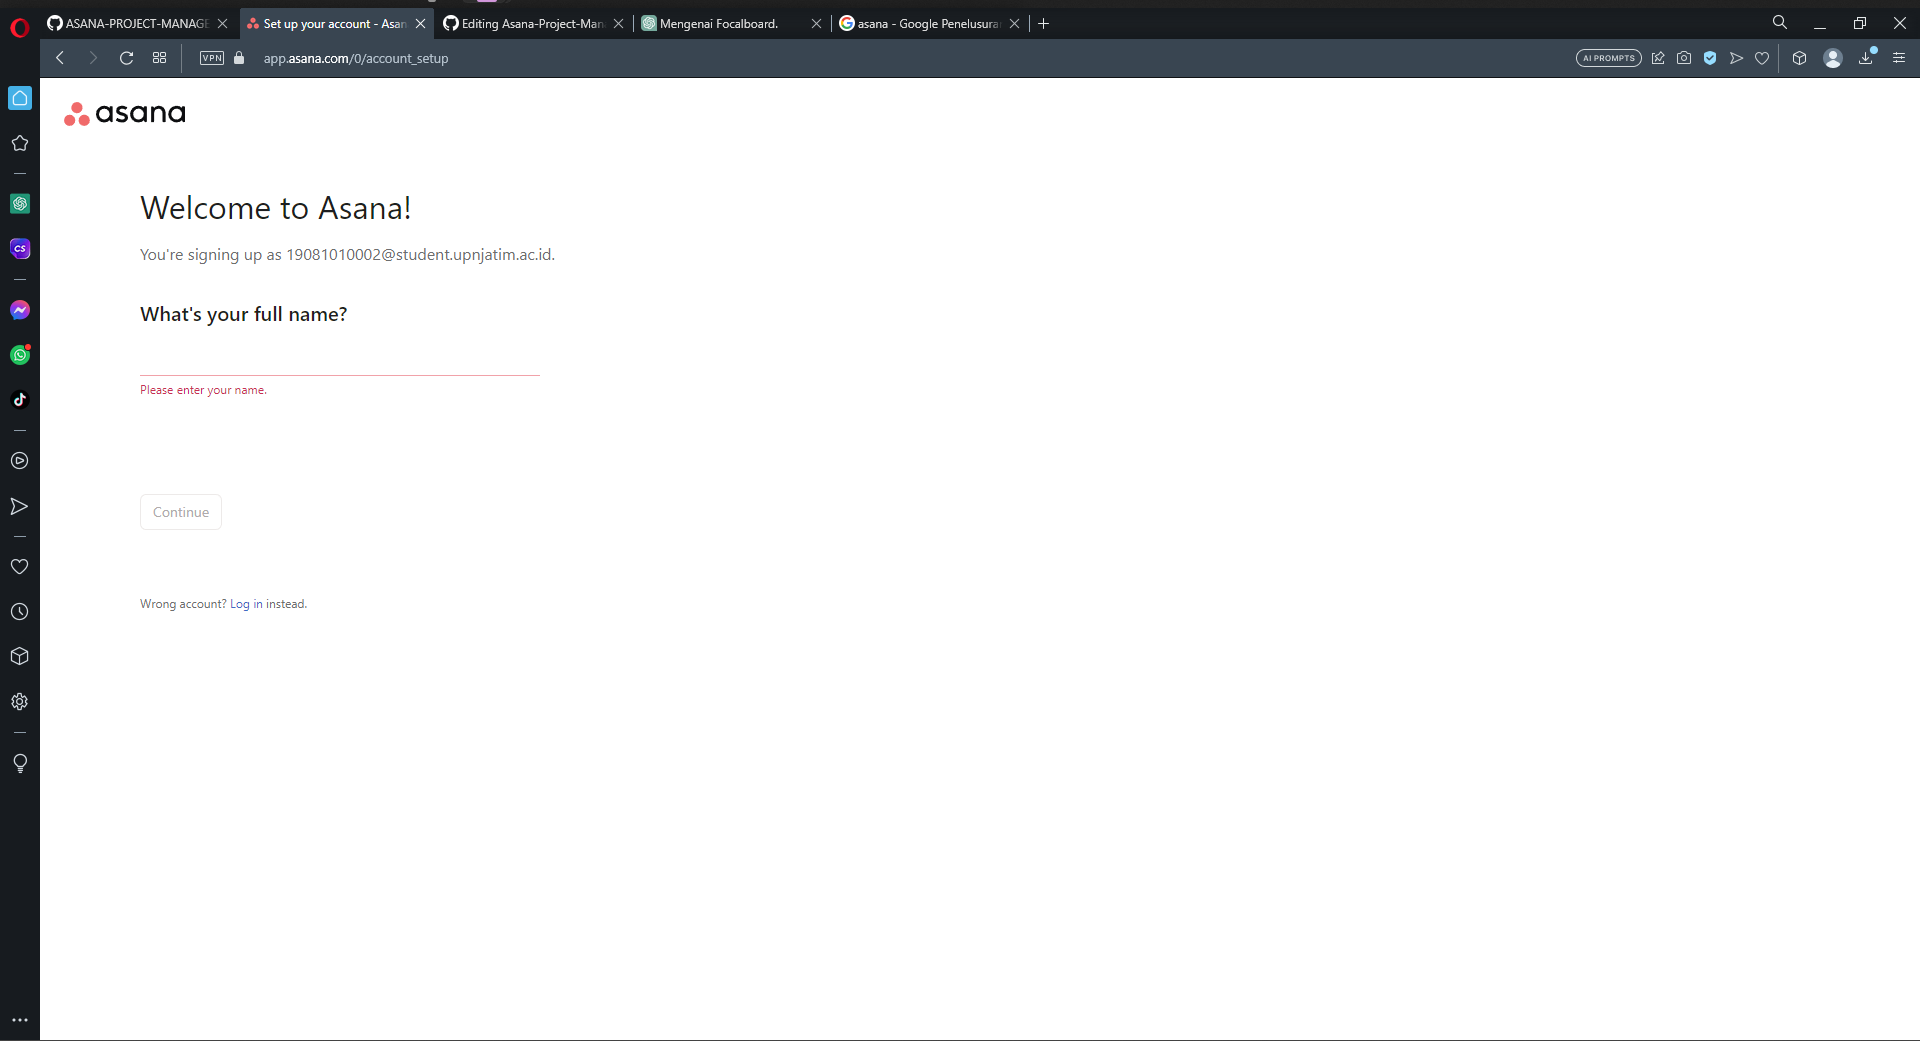 ASANA-PROJECT-MANAGE
Set up your account - Asan
Editing Asana-Project-Man
Mengenai Focalboard.
asana - Google Penelusura
VPN
app.asana.com/0/account_setup
AI PROMPTS
CS
asana
Welcome to Asana!
You're signing up as 19081010002@student.upnjatim.ac.id.
What's your full name?
Please enter your name.
Continue
Wrong account? Log in instead.